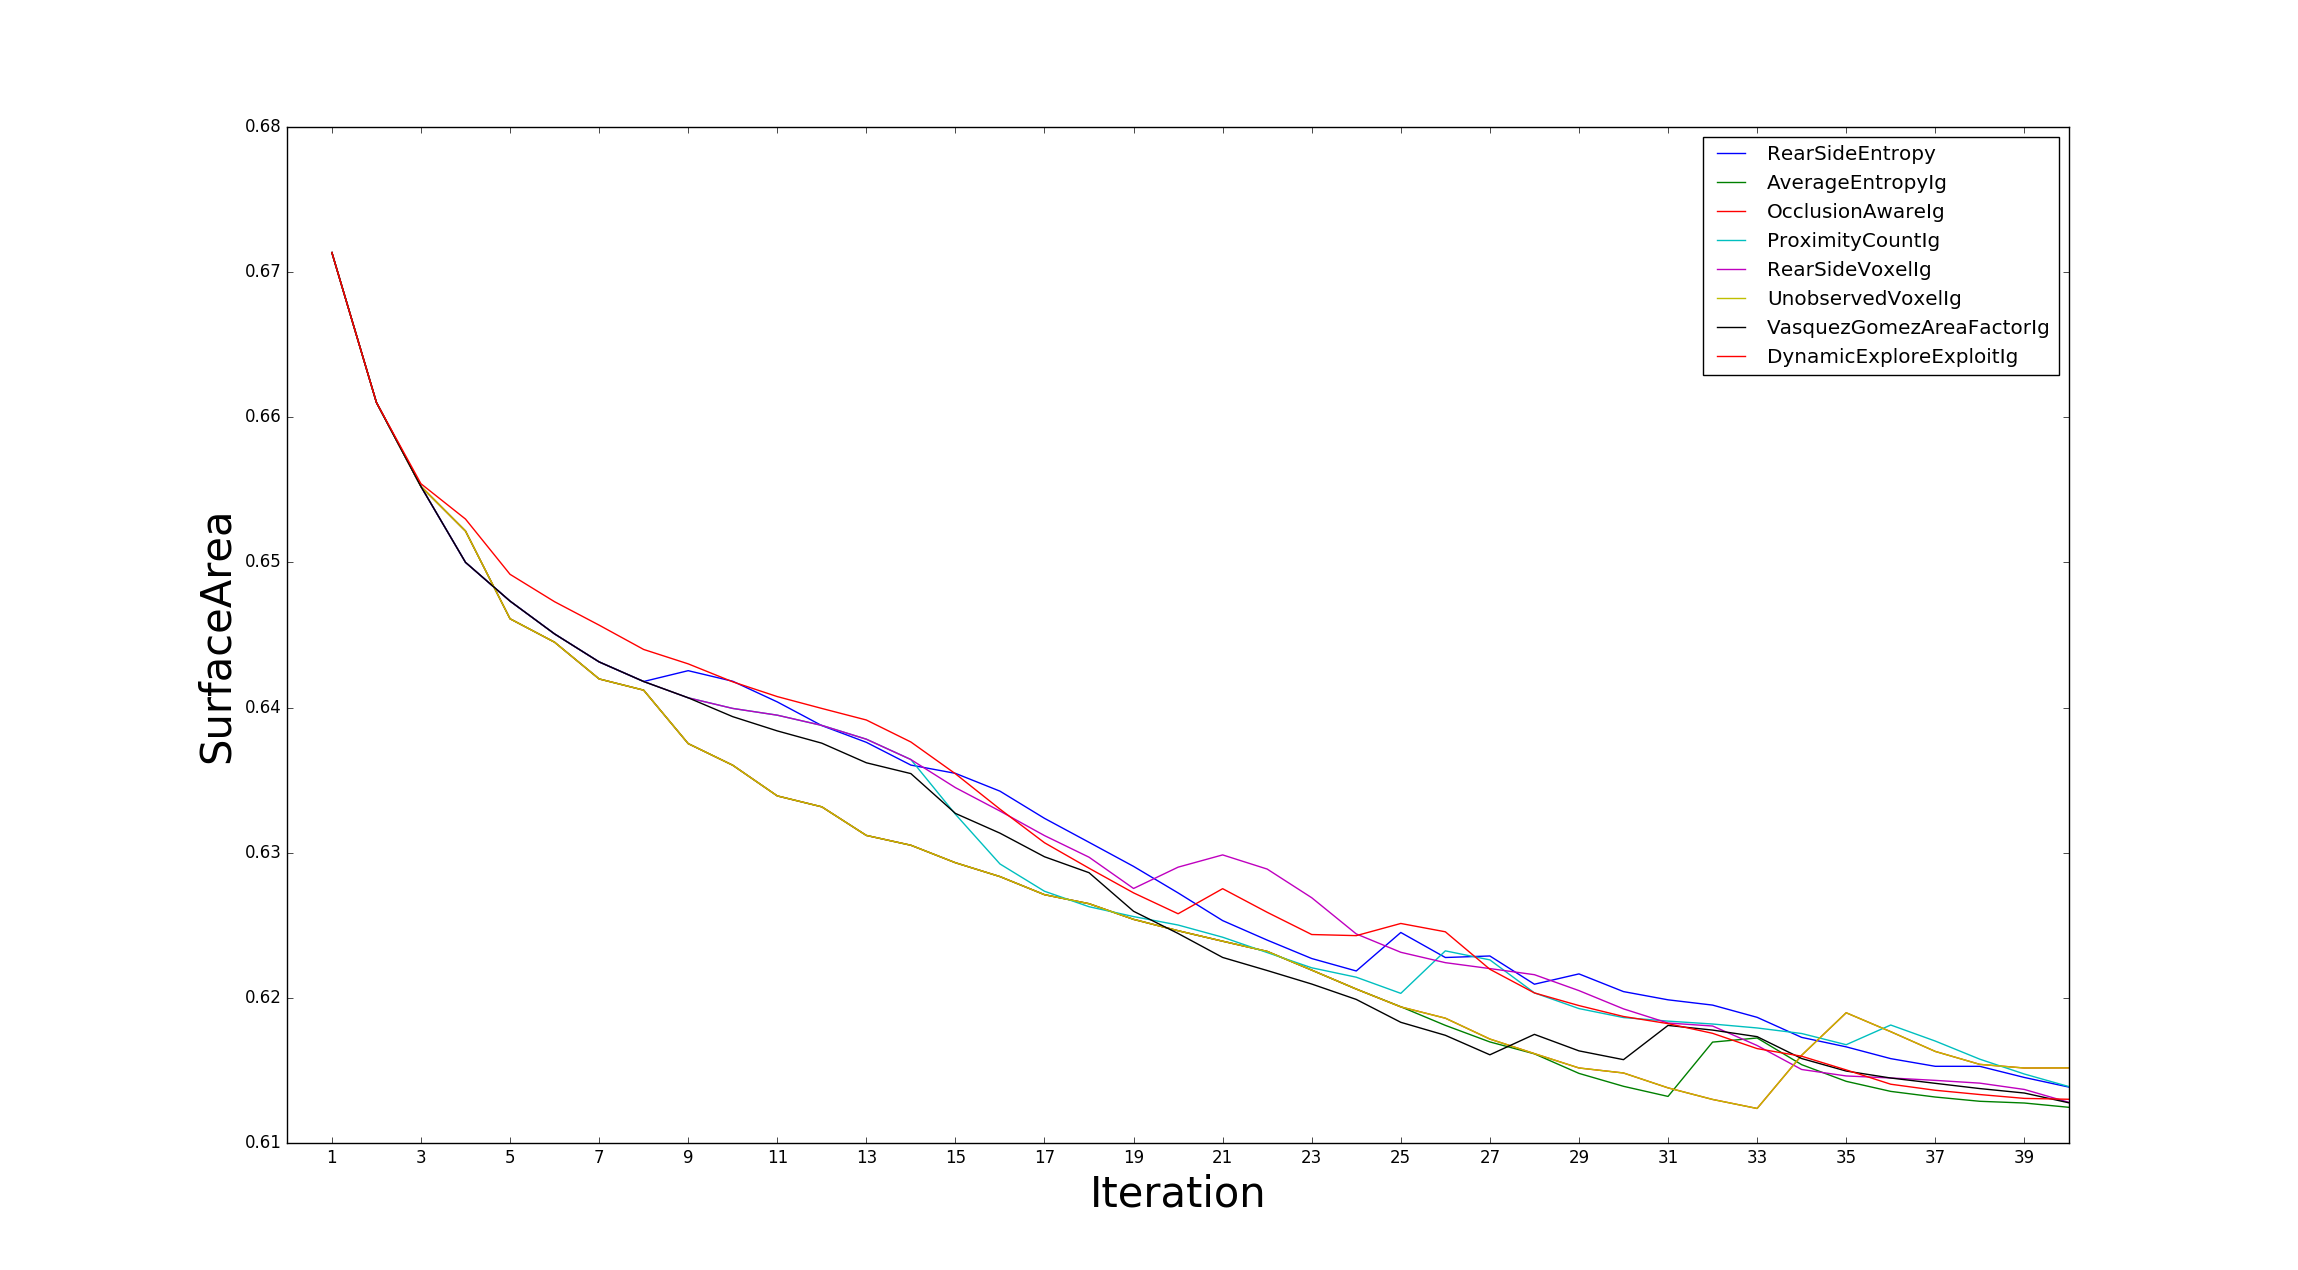 0.68
0.67
0.66
0.65
0.64
0.63
0.62
0.61
SurfaceArea
RearSideEntropy
AverageEntropyIg
OcclusionAwareIg
ProximityCountIg
RearSideVoxelIg
UnobservedVoxelIg
VasquezGomezAreaFactorIg
DynamicExploreExploitIg
1 3 5 7 9 11 13 15 17 19 21 23 25 27 29 31 33 35 37 39
Iteration